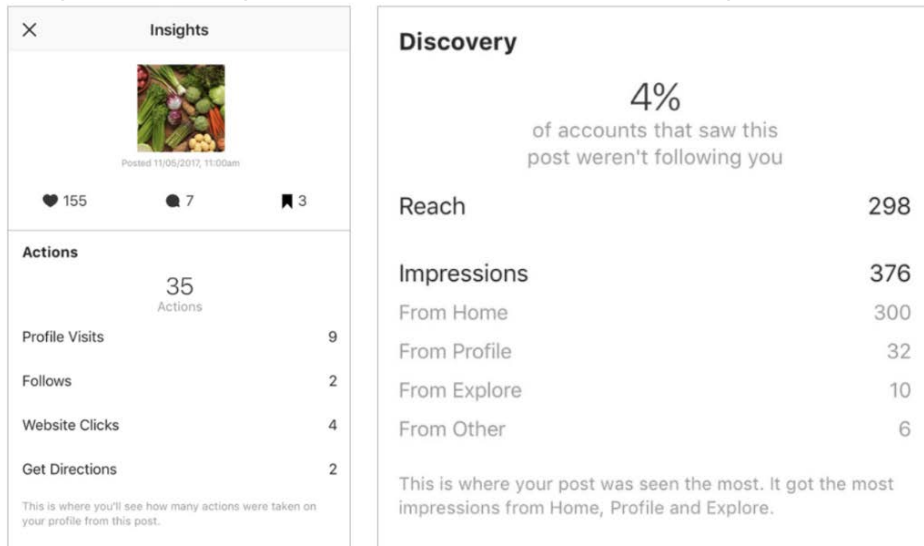 Insights
Posted 11/05/2017, 11:00am
155 7 3
Actions
35
Actions
Profile Visits 9
Follows 2
Website Clicks 4
Get Directions 2
This is where you'll see how many actions were taken on
your profile from this post.
Discovery
4%
of accounts that saw this
post weren't following you
Reach 298
Impressions 376
From Home 300
From Profile 32
From Explore 10
From Other 6
This is where your post was seen the most. It got the most
impressions from Home, Profile and Explore.